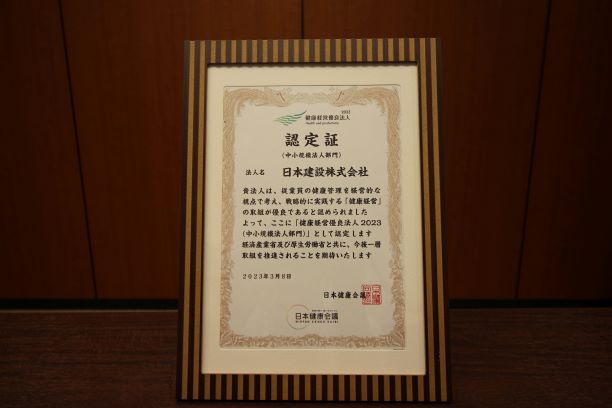 2023
健康経営優良法人
Health and productivity
認定証
(中小規模法人部門)
法人名 日本建設株式会社
貴法人は、従業員の健康管理を経営的な
視点で考え、戦略的に実践する「健康経営」
の取組が優良であると認められました
よって、ここに「健康経営優良法人2023
(中小規模法人部門)」として認定します
経済産業省及び厚生労働省と共に、今後一層
取組を推進されることを期待いたします
2023年3月8日
日本健康会議
日本健康会議
NIPPON KENKO KAIGI